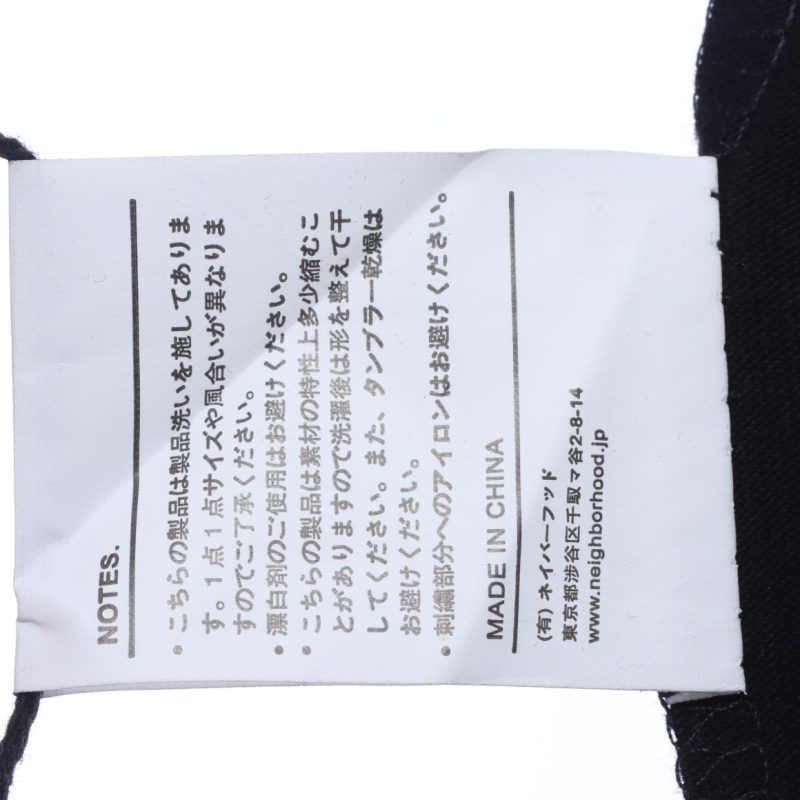 NOTES.
・こちらの製品は製品洗いを施してありま
す。1点1点サイズや風合いが異なりま
すのでご了承ください。
・漂白剤のご使用はお避けください。
・こちらの製品は素材の特性上多少縮むこ
とがありますので洗濯後は形を整えて干
してください。また、タンブラー乾燥は
お避けください。
・刺繍部分へのアイロンはお避けください。
MADE IN CHINA
(有)ネイバーフッド
東京都渋谷区千駄ヶ谷2-8-14
www.neighborhood.jp